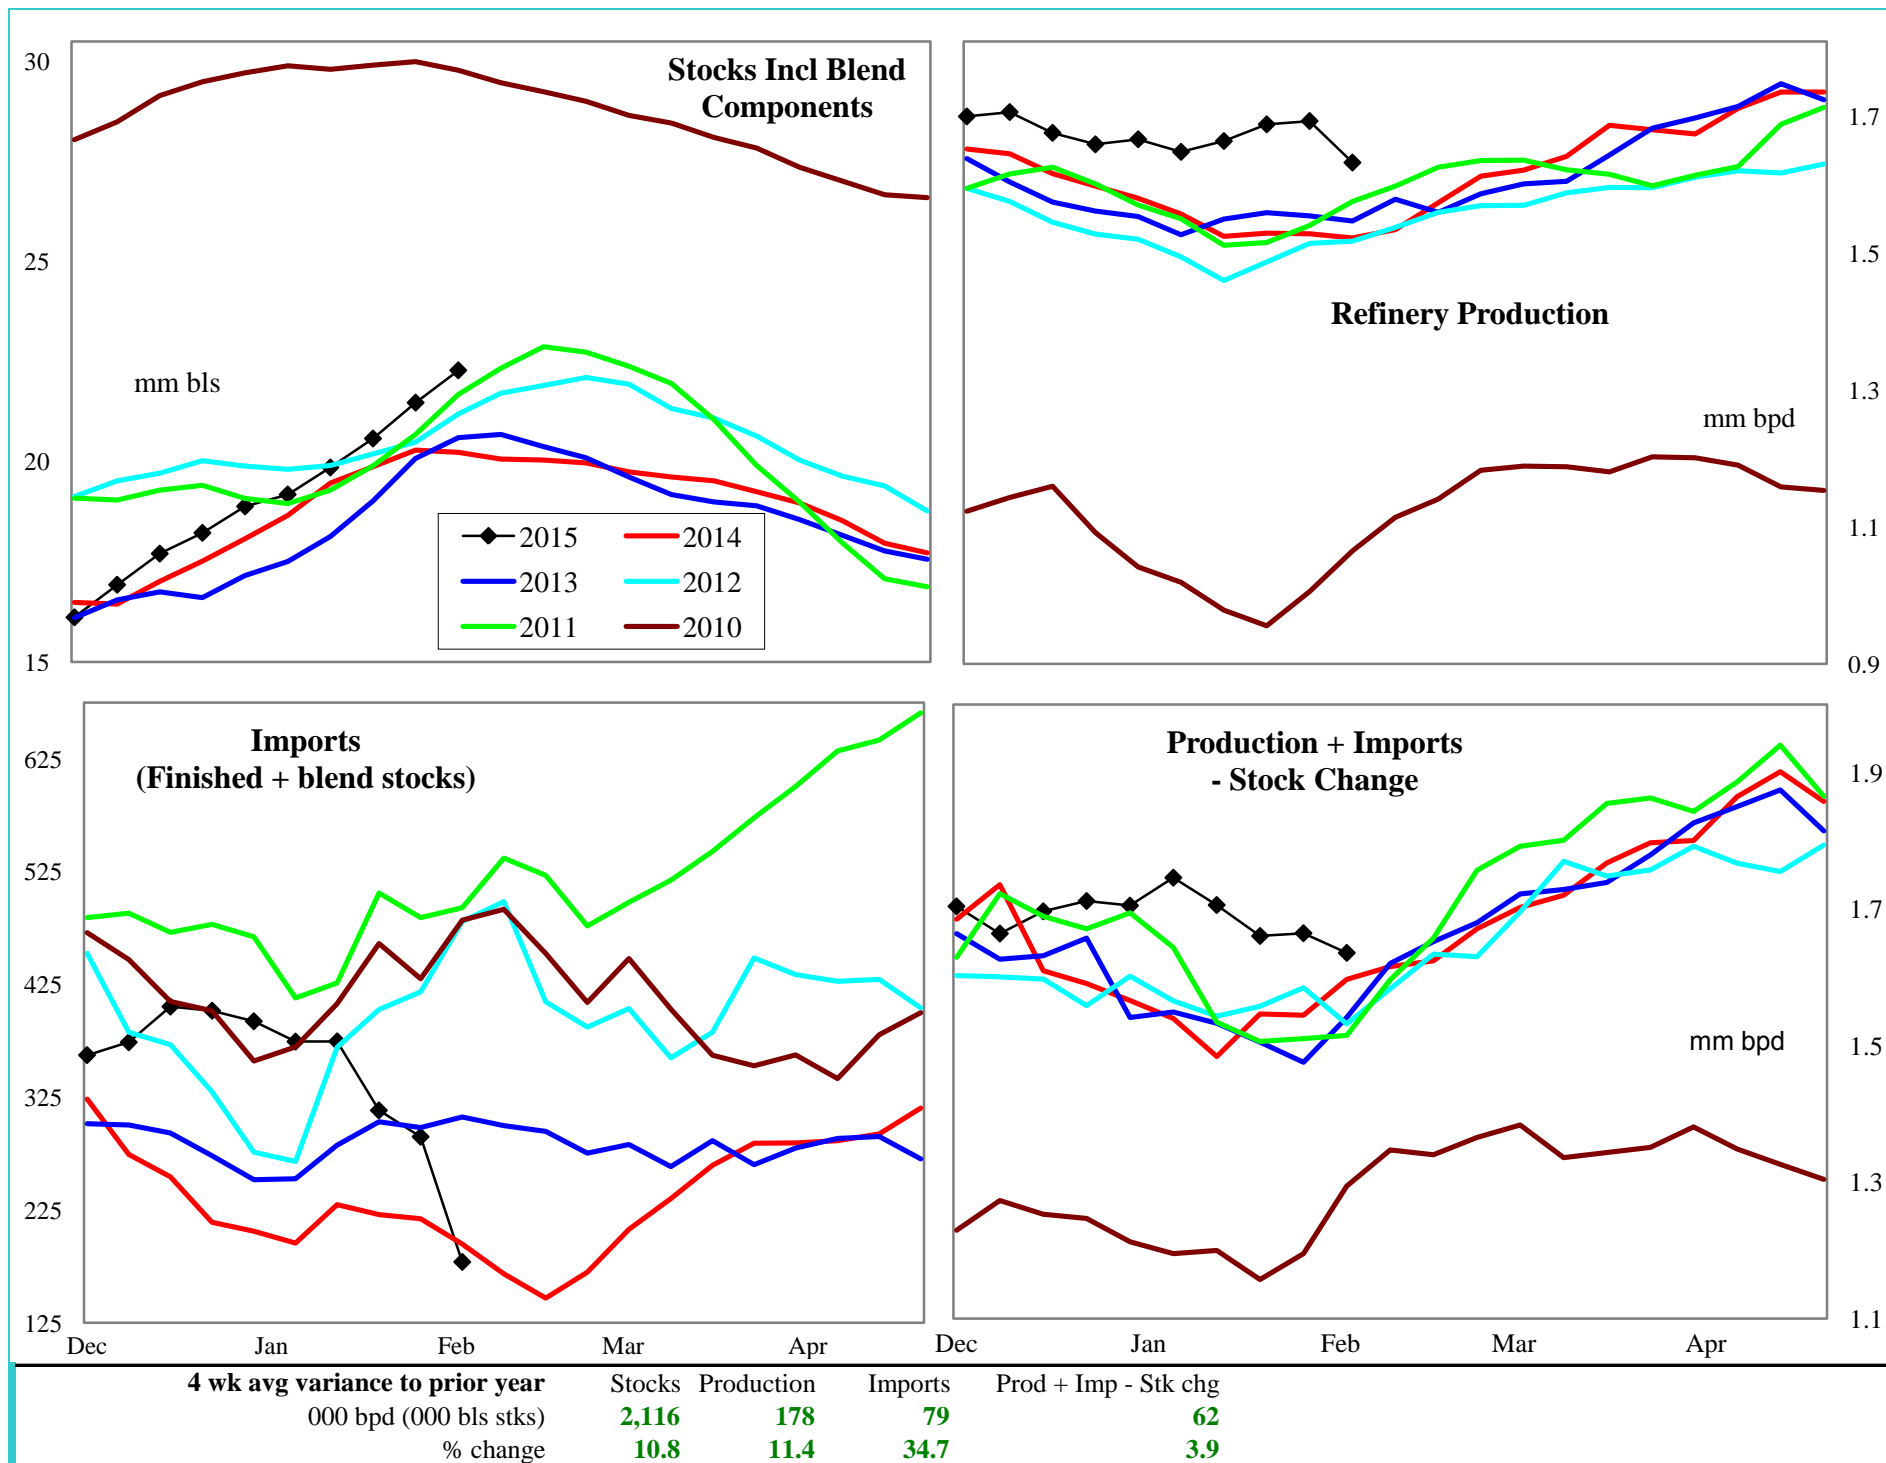 Stocks Incl Blend
Components
mm bls
30
25
20
15
2015
2014
2013
2012
2011
2010
Refinery Production
mm bpd
1.7
1.5
1.3
1.1
0.9
Imports
(Finished + blend stocks)
625
525
425
325
225
125
Dec Jan Feb Mar Apr
Production + Imports
- Stock Change
mm bpd
1.9
1.7
1.5
1.3
1.1
Dec Jan Feb Mar Apr
4 wk avg variance to prior year Stocks Production Imports Prod + Imp - Stk chg
000 bpd (000 bls stks) 2,116 178 79 62
% change 10.8 11.4 34.7 3.9